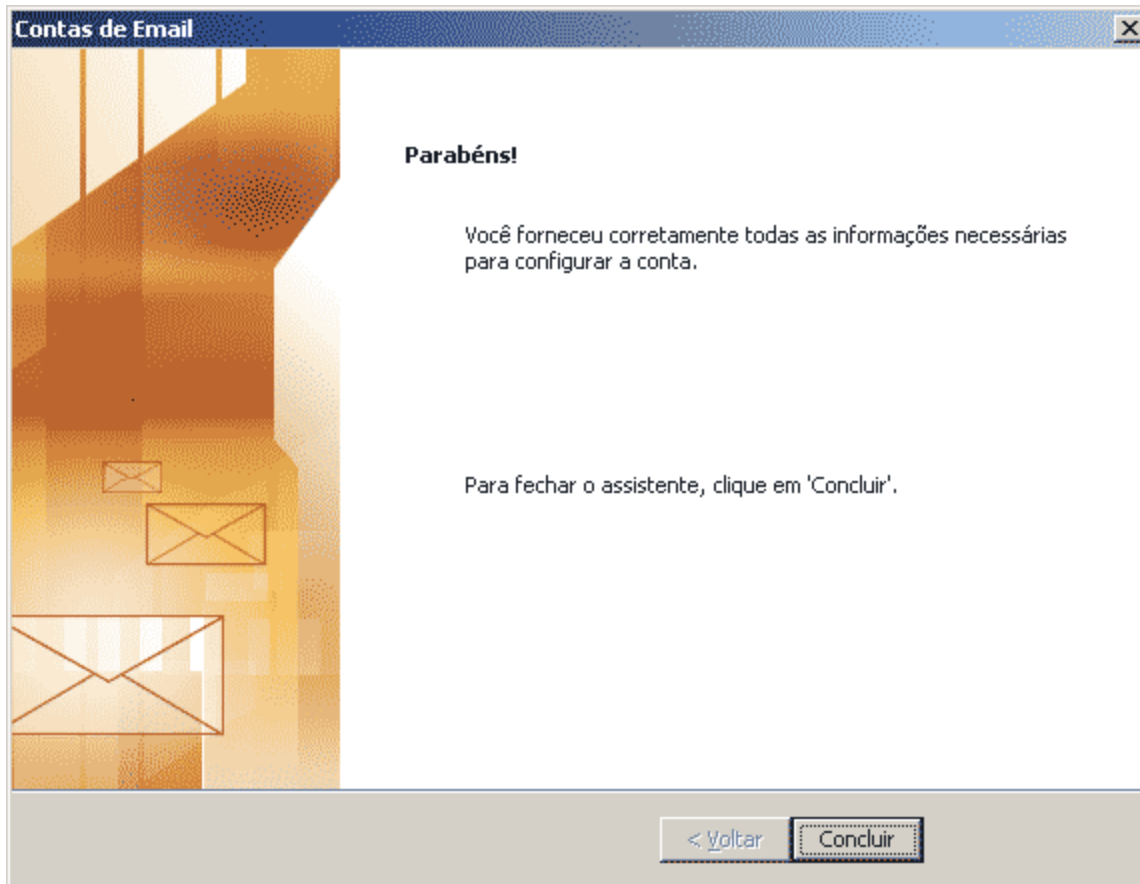 Contas de Email
Parabéns!
Você forneceu corretamente todas as informações necessárias
para configurar a conta.
Para fechar o assistente, clique em 'Concluir'.
< Voltar
Concluir